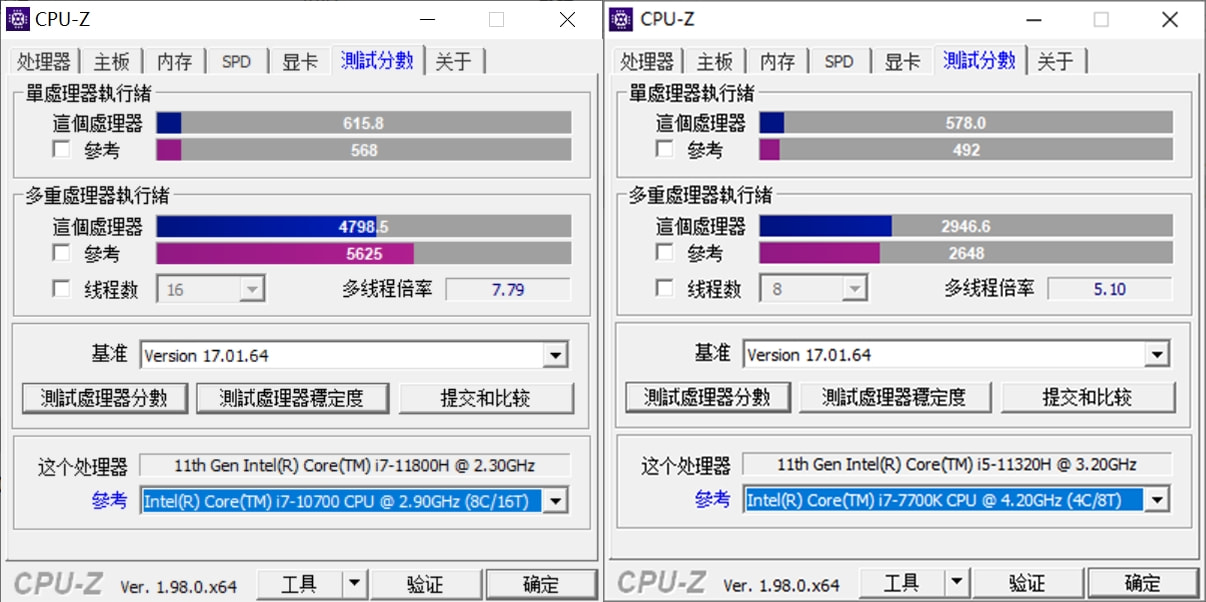 CPU-Z
处理器 主板 内存 SPD 显卡 測試分數 关于
單處理器執行緒
這個處理器 615.8
參考 568
多重處理器執行緒
這個處理器 4798.5
參考 5625
线程数 16 多线程倍率 7.79
基准 Version 17.01.64
測試處理器分數 測試處理器穩定度 提交和比较
这个处理器 11th Gen Intel(R) Core(TM) i7-11800H @ 2.30GHz
參考 Intel(R) Core(TM) i7-10700 CPU @ 2.90GHz (8C/16T)
CPU-Z Ver. 1.98.0.x64 工具 验证 确定
CPU-Z
处理器 主板 内存 SPD 显卡 測試分數 关于
單處理器執行緒
這個處理器 578.0
參考 492
多重處理器執行緒
這個處理器 2946.6
參考 2648
线程数 8 多线程倍率 5.10
基准 Version 17.01.64
測試處理器分數 測試處理器穩定度 提交和比较
这个处理器 11th Gen Intel(R) Core(TM) i5-11320H @ 3.20GHz
參考 Intel(R) Core(TM) i7-7700K CPU @ 4.20GHz (4C/8T)
CPU-Z Ver. 1.98.0.x64 工具 验证 确定